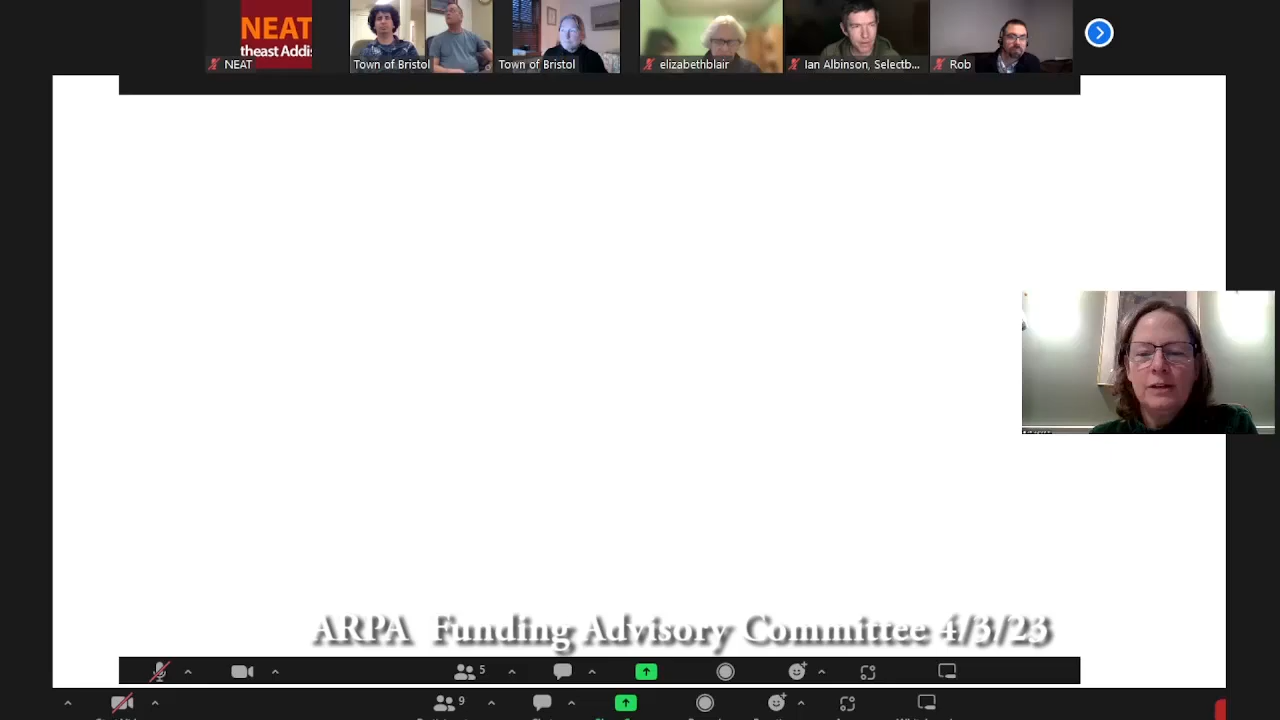 NEAT
theast Addis
NEAT
Town of Bristol
Town of Bristol
elizabethblair
Ian Albinson, Selectb...
Rob
ARPA Funding Advisory Committee 4/3/23
5
9